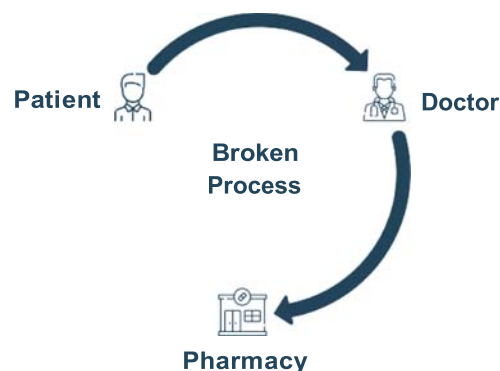 Patient
Doctor
Broken
Process
Pharmacy